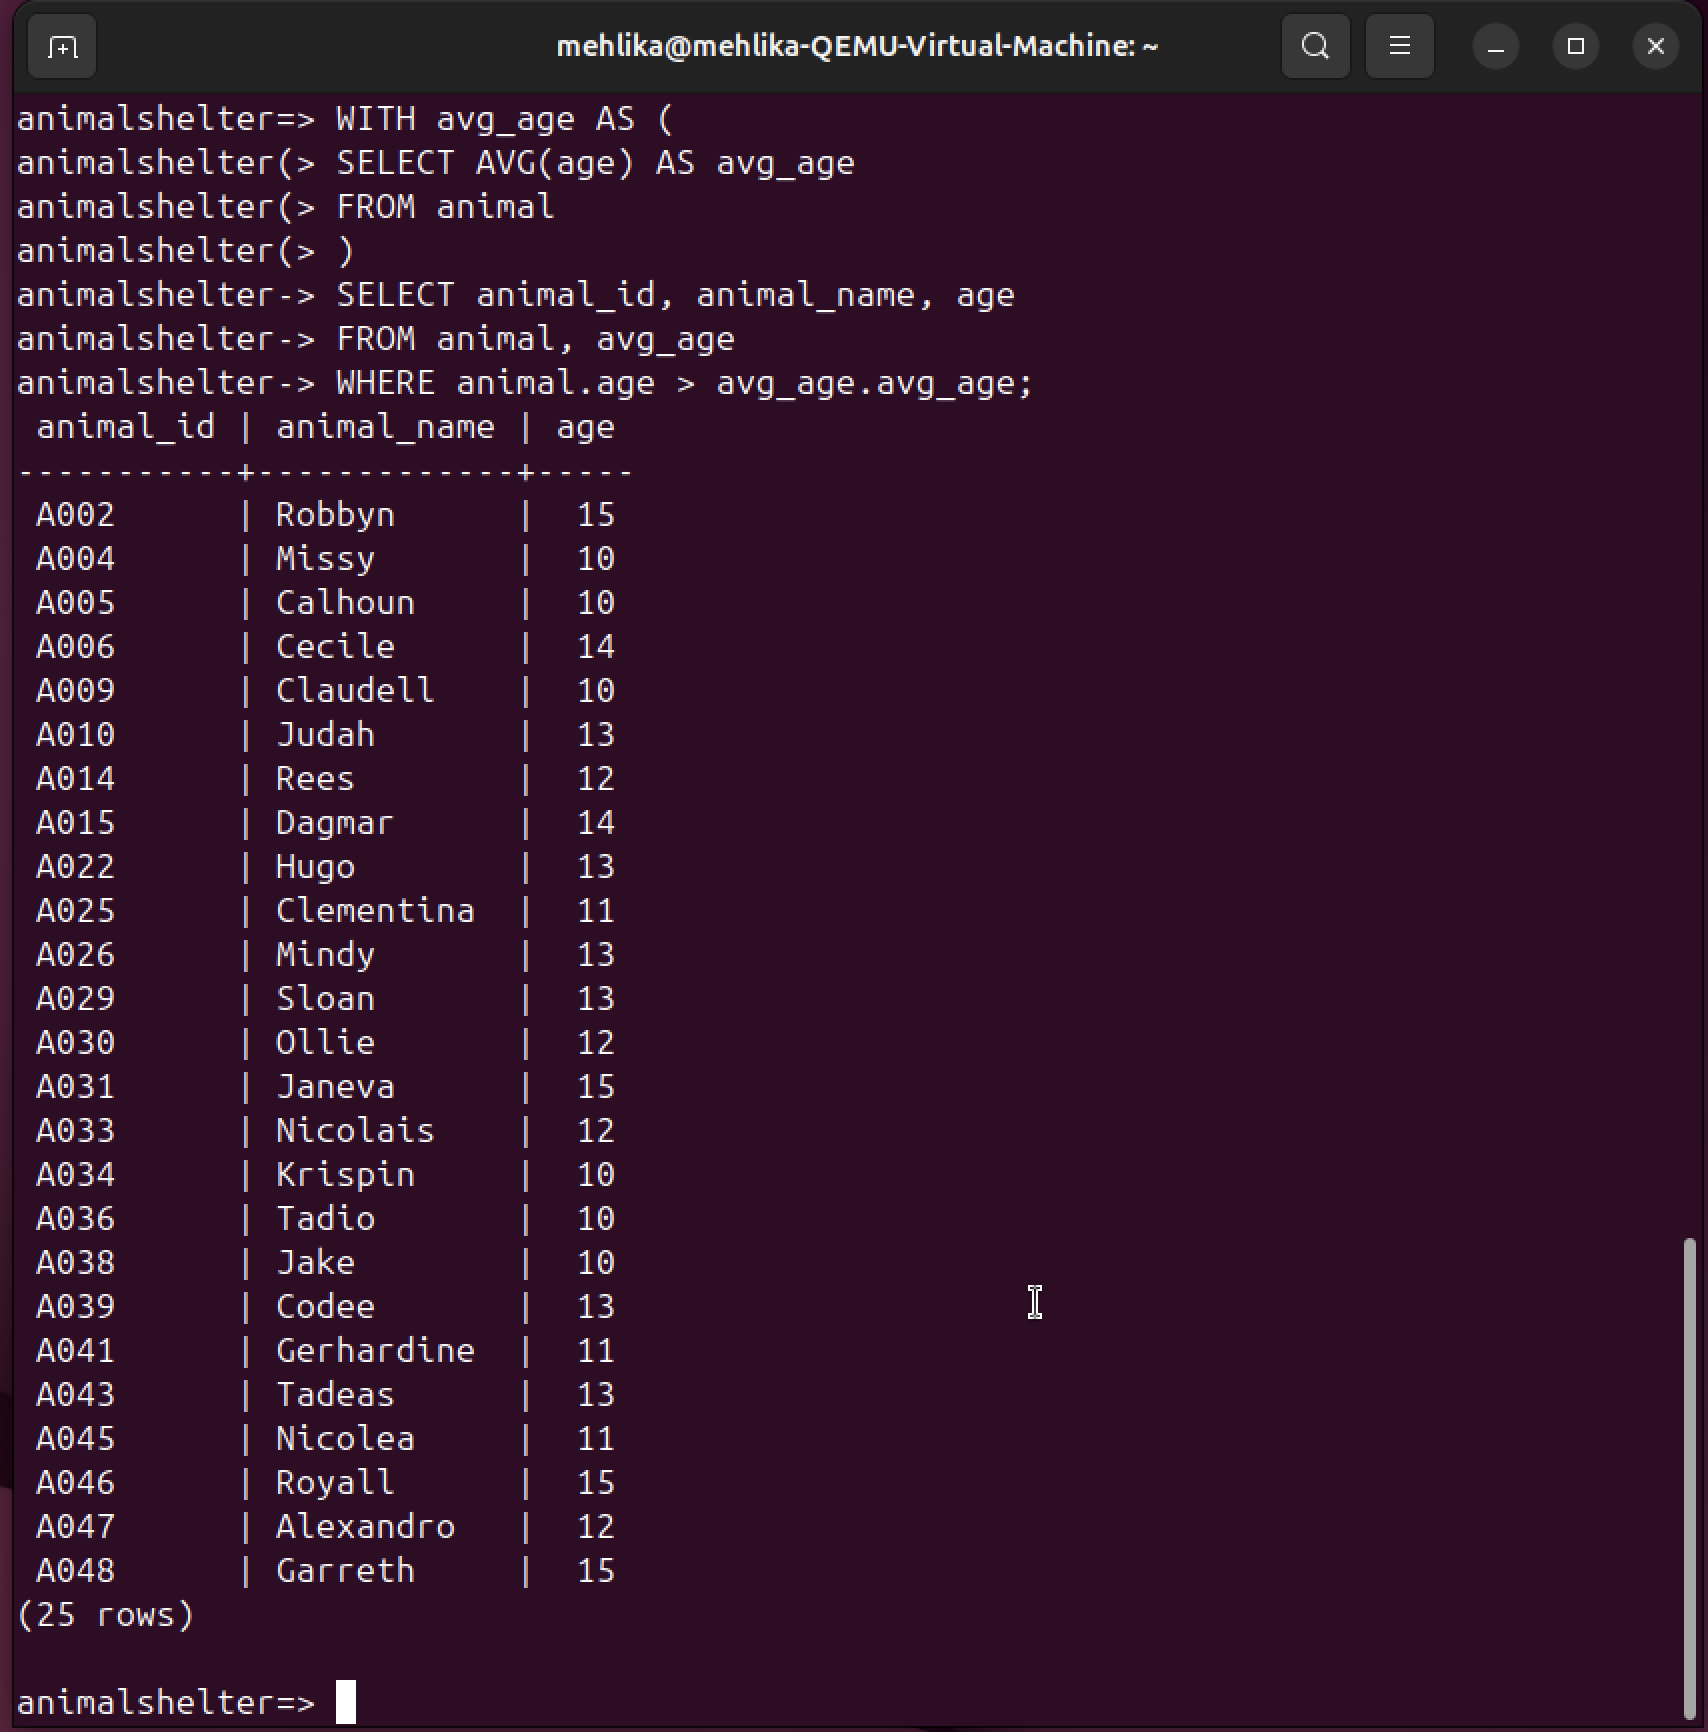 mehlika@mehlika-QEMU-Virtual-Machine: ~
animalshelter=> WITH avg_age AS (
animalshelter(> SELECT AVG(age) AS avg_age
animalshelter(> FROM animal
animalshelter(> )
animalshelter-> SELECT animal_id, animal_name, age
animalshelter-> FROM animal, avg_age
animalshelter-> WHERE animal.age > avg_age.avg_age;
 animal_id | animal_name | age
-----------+-------------+-----
 A002      | Robbyn      |  15
 A004      | Missy       |  10
 A005      | Calhoun     |  10
 A006      | Cecile      |  14
 A009      | Claudell    |  10
 A010      | Judah       |  13
 A014      | Rees        |  12
 A015      | Dagmar      |  14
 A022      | Hugo        |  13
 A025      | Clementina  |  11
 A026      | Mindy       |  13
 A029      | Sloan       |  13
 A030      | Ollie       |  12
 A031      | Janeva      |  15
 A033      | Nicolais    |  12
 A034      | Krispin     |  10
 A036      | Tadio       |  10
 A038      | Jake        |  10
 A039      | Codee       |  13
 A041      | Gerhardine  |  11
 A043      | Tadeas      |  13
 A045      | Nicolea     |  11
 A046      | Royall      |  15
 A047      | Alexandro   |  12
 A048      | Garreth     |  15
(25 rows)
animalshelter=>